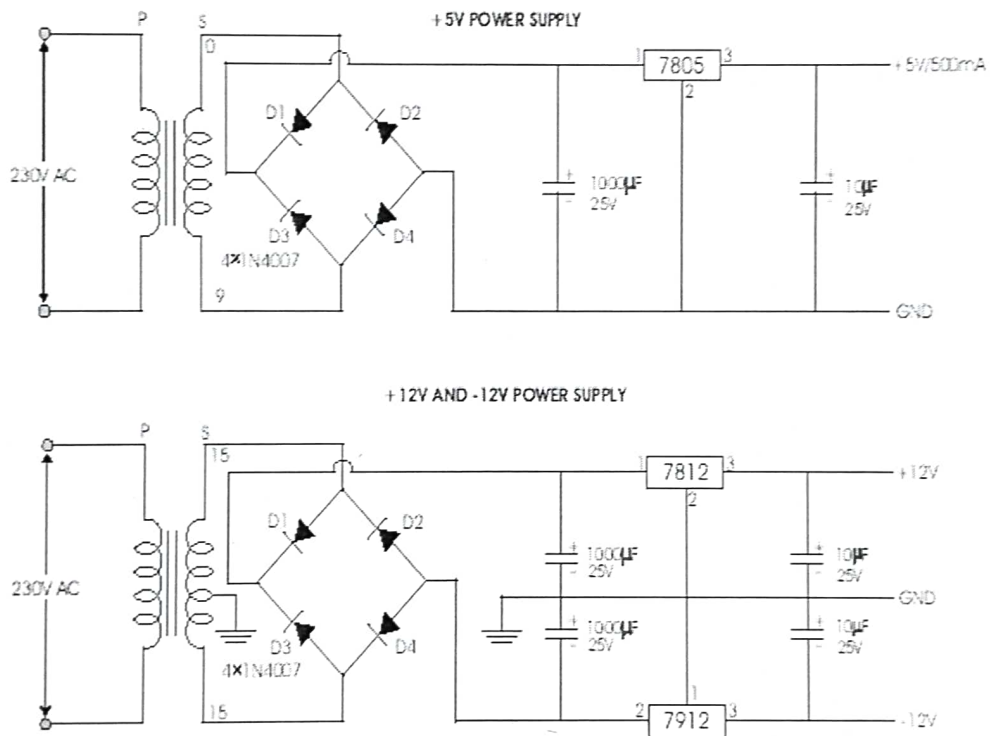 +5V POWER SUPPLY
P S
0
D1 D2
1 7805 3 +5V/500mA
2
230V AC
1000µF
25V
10µF
25V
D3 D4
4×1N4007
9
GND
+12V AND -12V POWER SUPPLY
P S
15
1 7812 3 +12V
2
D1 D2
1000µF
25V
10µF
25V
230V AC
GND
1000µF
25V
10µF
25V
D3 D4
4×1N4007
15
1
2 7912 3 -12V